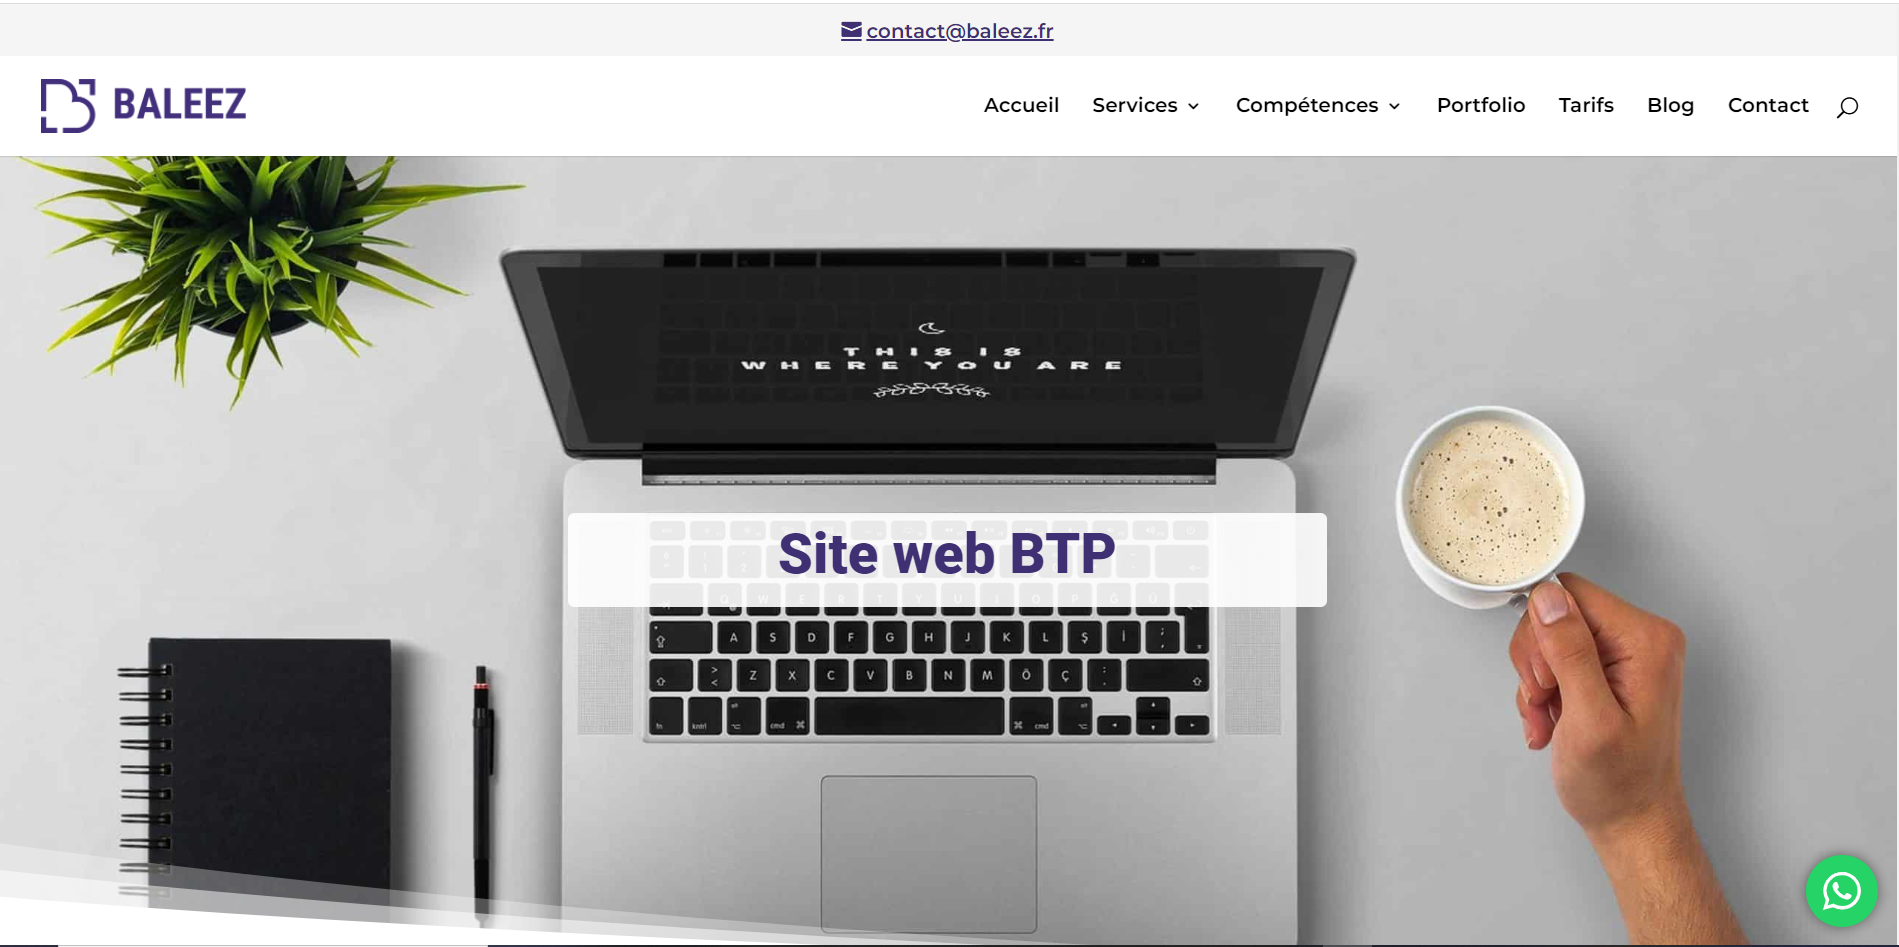 contact@baleez.fr
BALEEZ
Accueil Services Compétences Portfolio Tarifs Blog Contact
THIS IS
WHERE YOU ARE
Site web BTP
Q W E R T Y U I O P Ğ Ü
A S D F G H J K L Ş İ ; ,
> < Z X C V B N M Ö Ç : .
fn kntrl alt cmd ⌘ ⌘ cmd alt